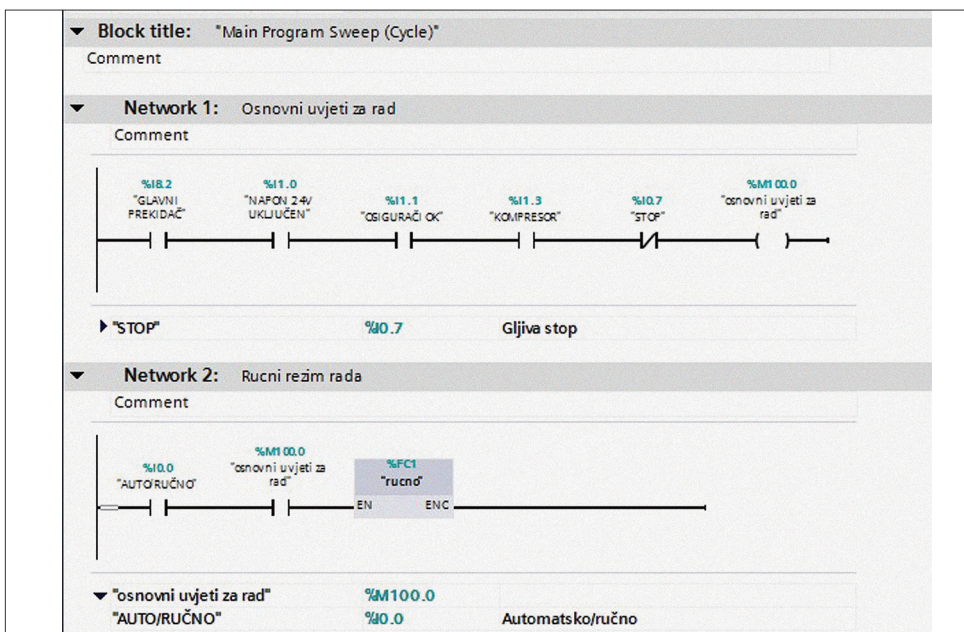 Block title: "Main Program Sweep (Cycle)"
Comment
Network 1: Osnovni uvjeti za rad
Comment
%I8.2 %I1.0 %I1.1 %I1.3 %I0.7 %M100.0
"GLAVNI PREKIDAČ" "NAPON 24V UKLJUČEN" "OSIGURAČI OK" "KOMPRESOR" "STOP" "osnovni uvjeti za rad"
"STOP" %I0.7 Gljiva stop
Network 2: Rucni rezim rada
Comment
%I0.0 %M100.0 %FC1
"AUTO/RUČNO" "osnovni uvjeti za rad" "rucno"
EN ENO
"osnovni uvjeti za rad" %M100.0
"AUTO/RUČNO" %I0.0 Automatsko/ručno